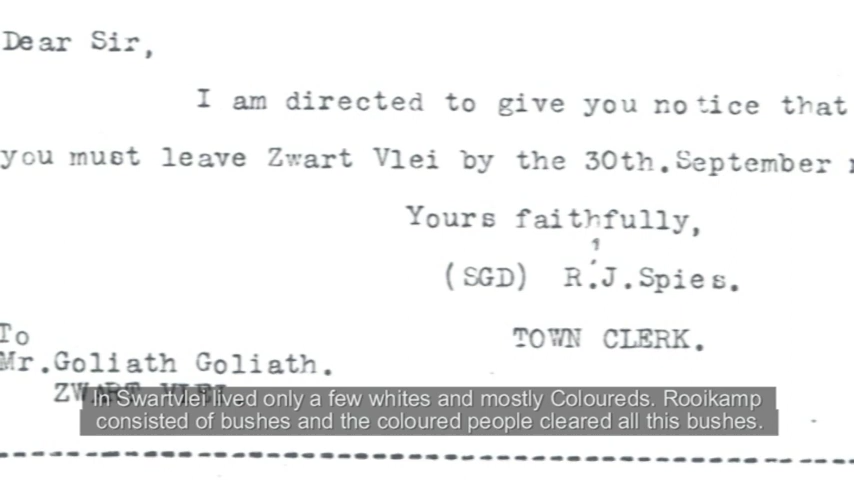 Dear Sir,
I am directed to give you notice that
you must leave Zwart Vlei by the 30th.September
Yours faithfully,
(SGD) R.J.Spies.
TOWN CLERK.
To
Mr.Goliath Goliath.
ZWART VLEI.
In Swartvlei lived only a few whites and mostly Coloureds. Rooikamp
consisted of bushes and the coloured people cleared all this bushes.